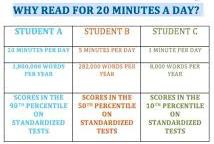 WHY READ FOR 20 MINUTES A DAY?
STUDENT A STUDENT B STUDENT C
20 MINUTES PER DAY 5 MINUTES PER DAY 1 MINUTE PER DAY
1,800,000 WORDS PER YEAR 282,000 WORDS PER YEAR 8,000 WORDS PER YEAR
SCORES IN THE 90TH PERCENTILE ON STANDARDIZED TESTS SCORES IN THE 50TH PERCENTILE ON STANDARDIZED TESTS SCORES IN THE 10TH PERCENTILE ON STANDARDIZED TESTS